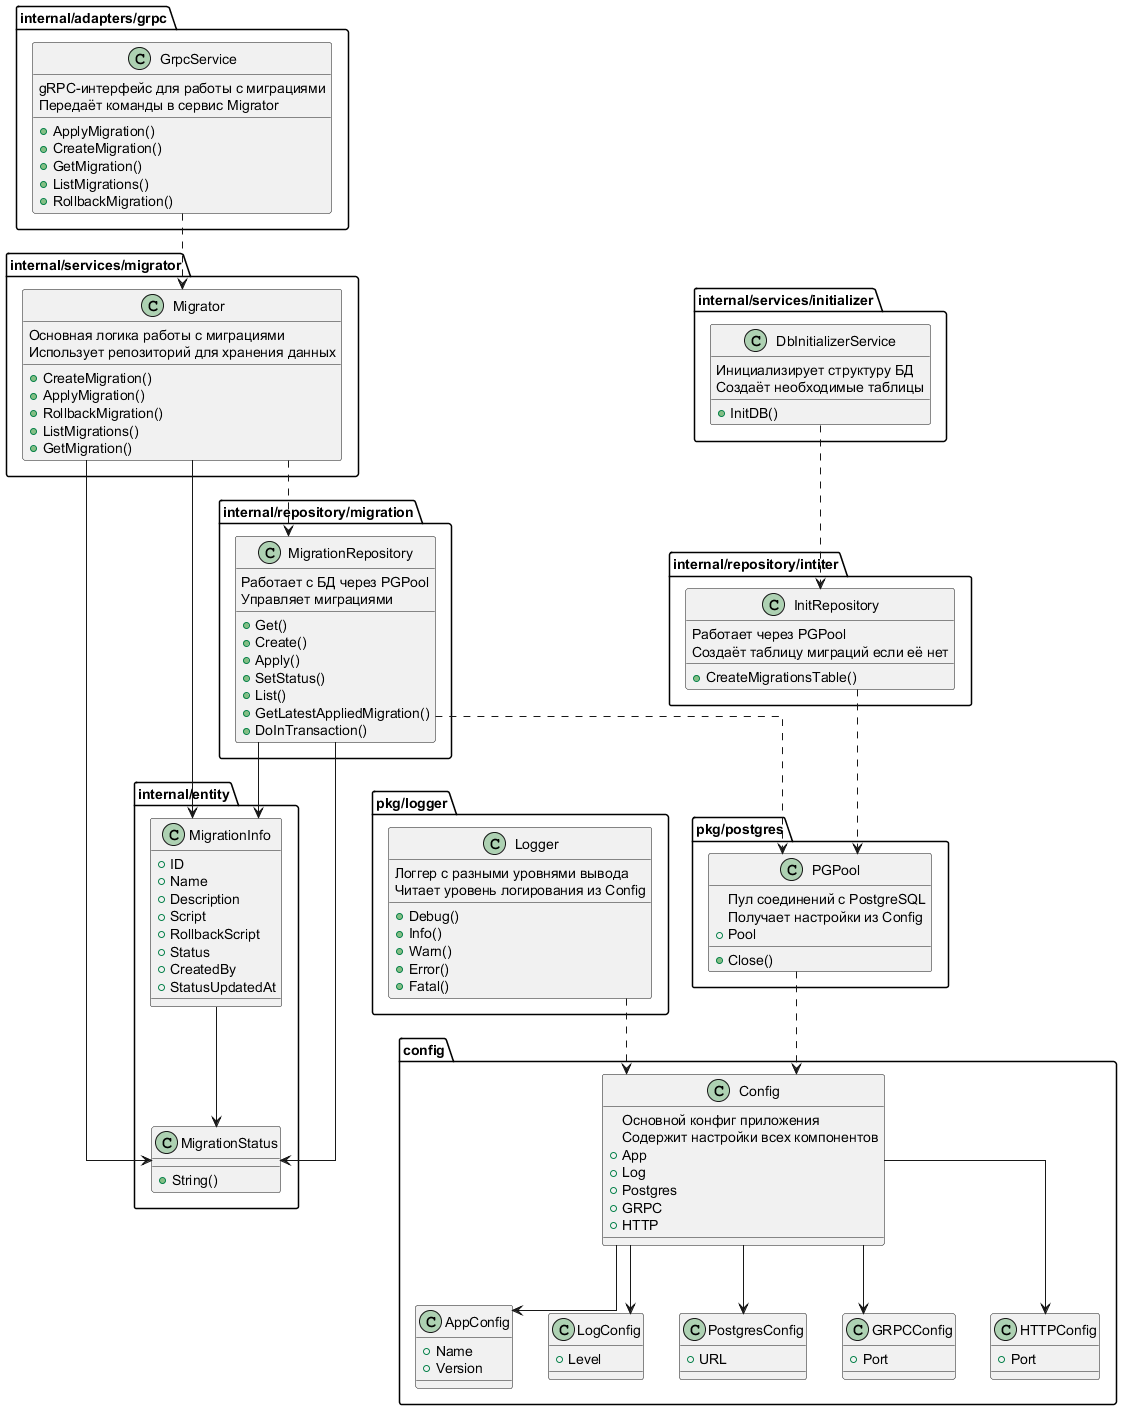 internal/adapters/grpc
C GrpcService
gRPC-интерфейс для работы с миграциями
Передаёт команды в сервис Migrator
ApplyMigration()
CreateMigration()
GetMigration()
ListMigrations()
RollbackMigration()
internal/services/migrator
C Migrator
Основная логика работы с миграциями
Использует репозиторий для хранения данных
CreateMigration()
ApplyMigration()
RollbackMigration()
ListMigrations()
GetMigration()
internal/services/initializer
C DbInitializerService
Инициализирует структуру БД
Создаёт необходимые таблицы
InitDB()
internal/repository/migration
C MigrationRepository
Работает с БД через PGPool
Управляет миграциями
Get()
Create()
Apply()
SetStatus()
List()
GetLatestAppliedMigration()
DoInTransaction()
internal/repository/intiter
C InitRepository
Работает через PGPool
Создаёт таблицу миграций если её нет
CreateMigrationsTable()
internal/entity
C MigrationInfo
ID
Name
Description
Script
RollbackScript
Status
CreatedBy
StatusUpdatedAt
C MigrationStatus
String()
pkg/logger
C Logger
Логгер с разными уровнями вывода
Читает уровень логирования из Config
Debug()
Info()
Warn()
Error()
Fatal()
pkg/postgres
C PGPool
Пул соединений с PostgreSQL
Получает настройки из Config
Pool
Close()
config
C Config
Основной конфиг приложения
Содержит настройки всех компонентов
App
Log
Postgres
GRPC
HTTP
C AppConfig
Name
Version
C LogConfig
Level
C PostgresConfig
URL
C GRPCConfig
Port
C HTTPConfig
Port